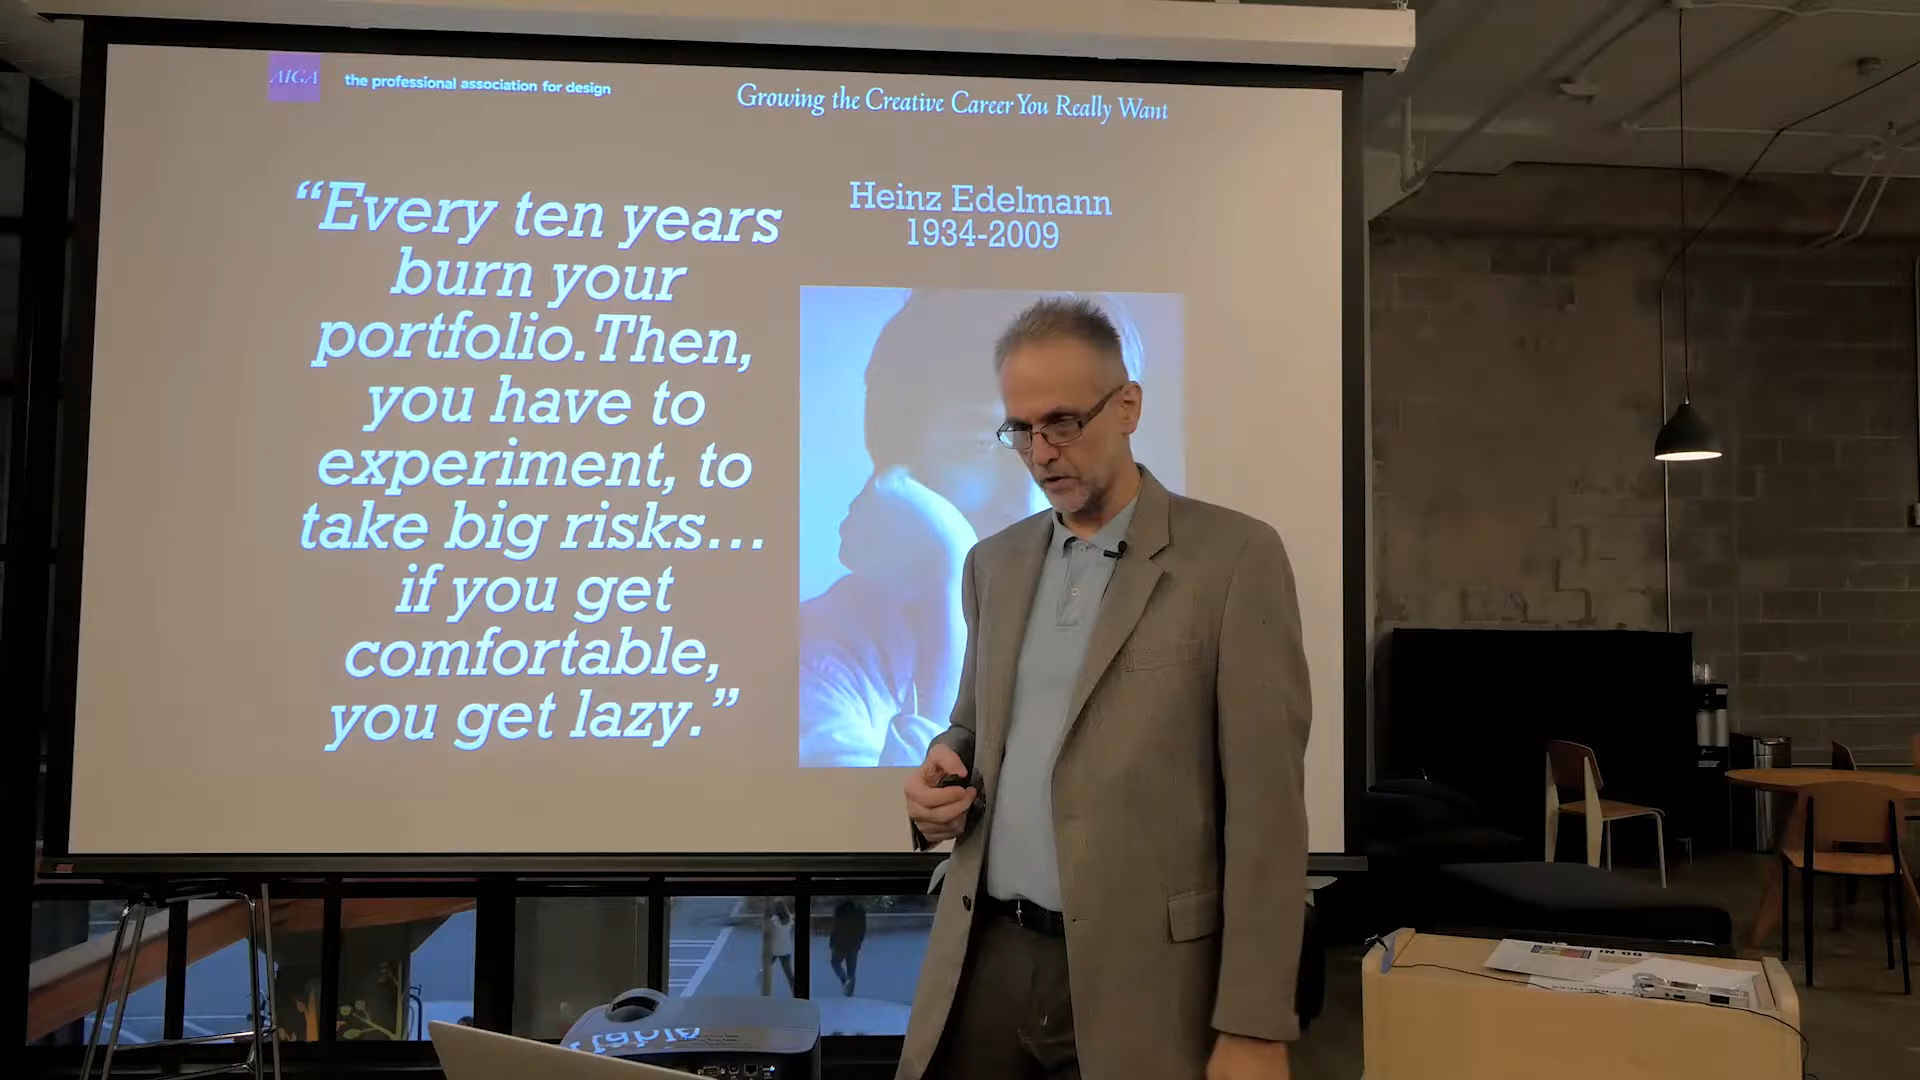 AIGA the professional association for design
Growing the Creative Career You Really Want
“Every ten years
burn your
portfolio. Then,
you have to
experiment, to
take big risks...
if you get
comfortable,
you get lazy.”
Heinz Edelmann
1934-2009
table